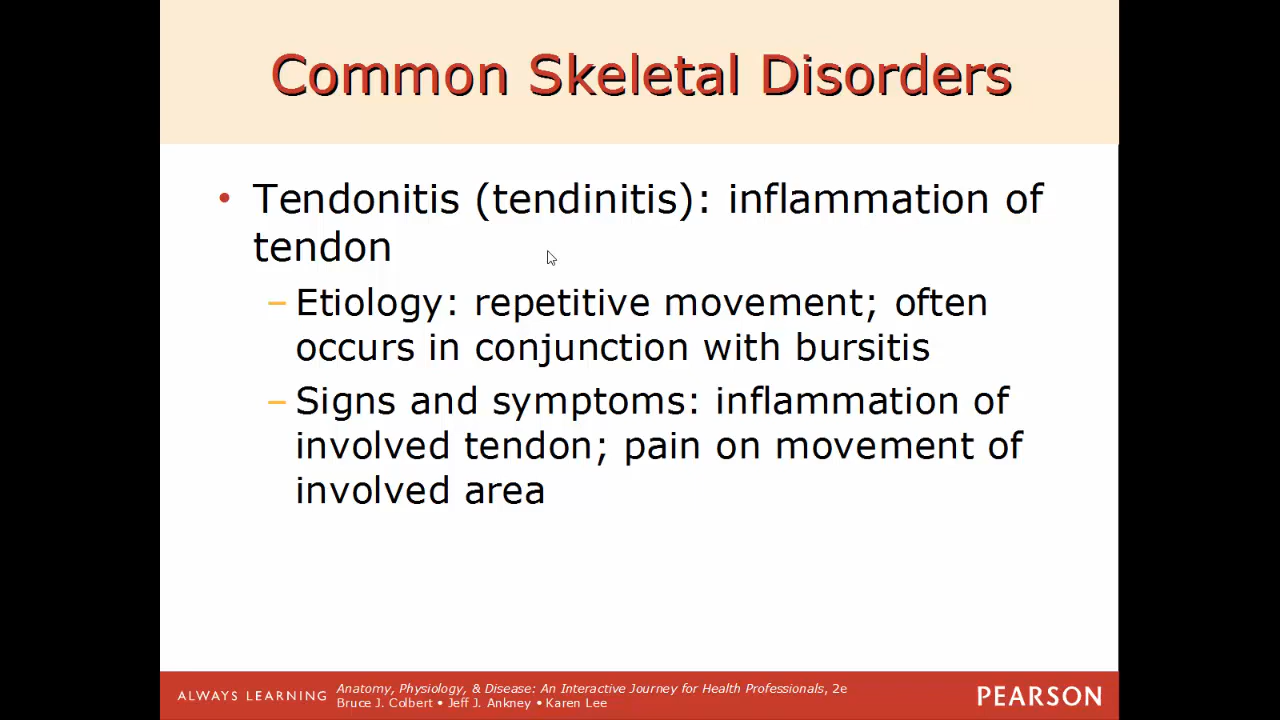 Common Skeletal Disorders
• Tendonitis (tendinitis): inflammation of
tendon
– Etiology: repetitive movement; often
occurs in conjunction with bursitis
– Signs and symptoms: inflammation of
involved tendon; pain on movement of
involved area
ALWAYS LEARNING
Anatomy, Physiology, & Disease: An Interactive Journey for Health Professionals, 2e
Bruce J. Colbert • Jeff J. Ankney • Karen Lee
PEARSON